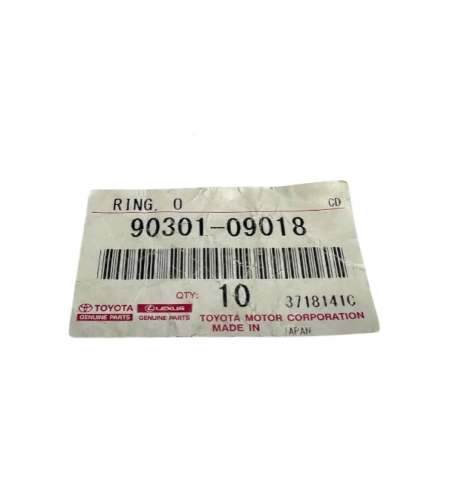 RING, O CD
90301-09018
QTY: 10 3718141C
TOYOTA LEXUS
GENUINE PARTS GENUINE PARTS TOYOTA MOTOR CORPORATION
MADE IN JAPAN